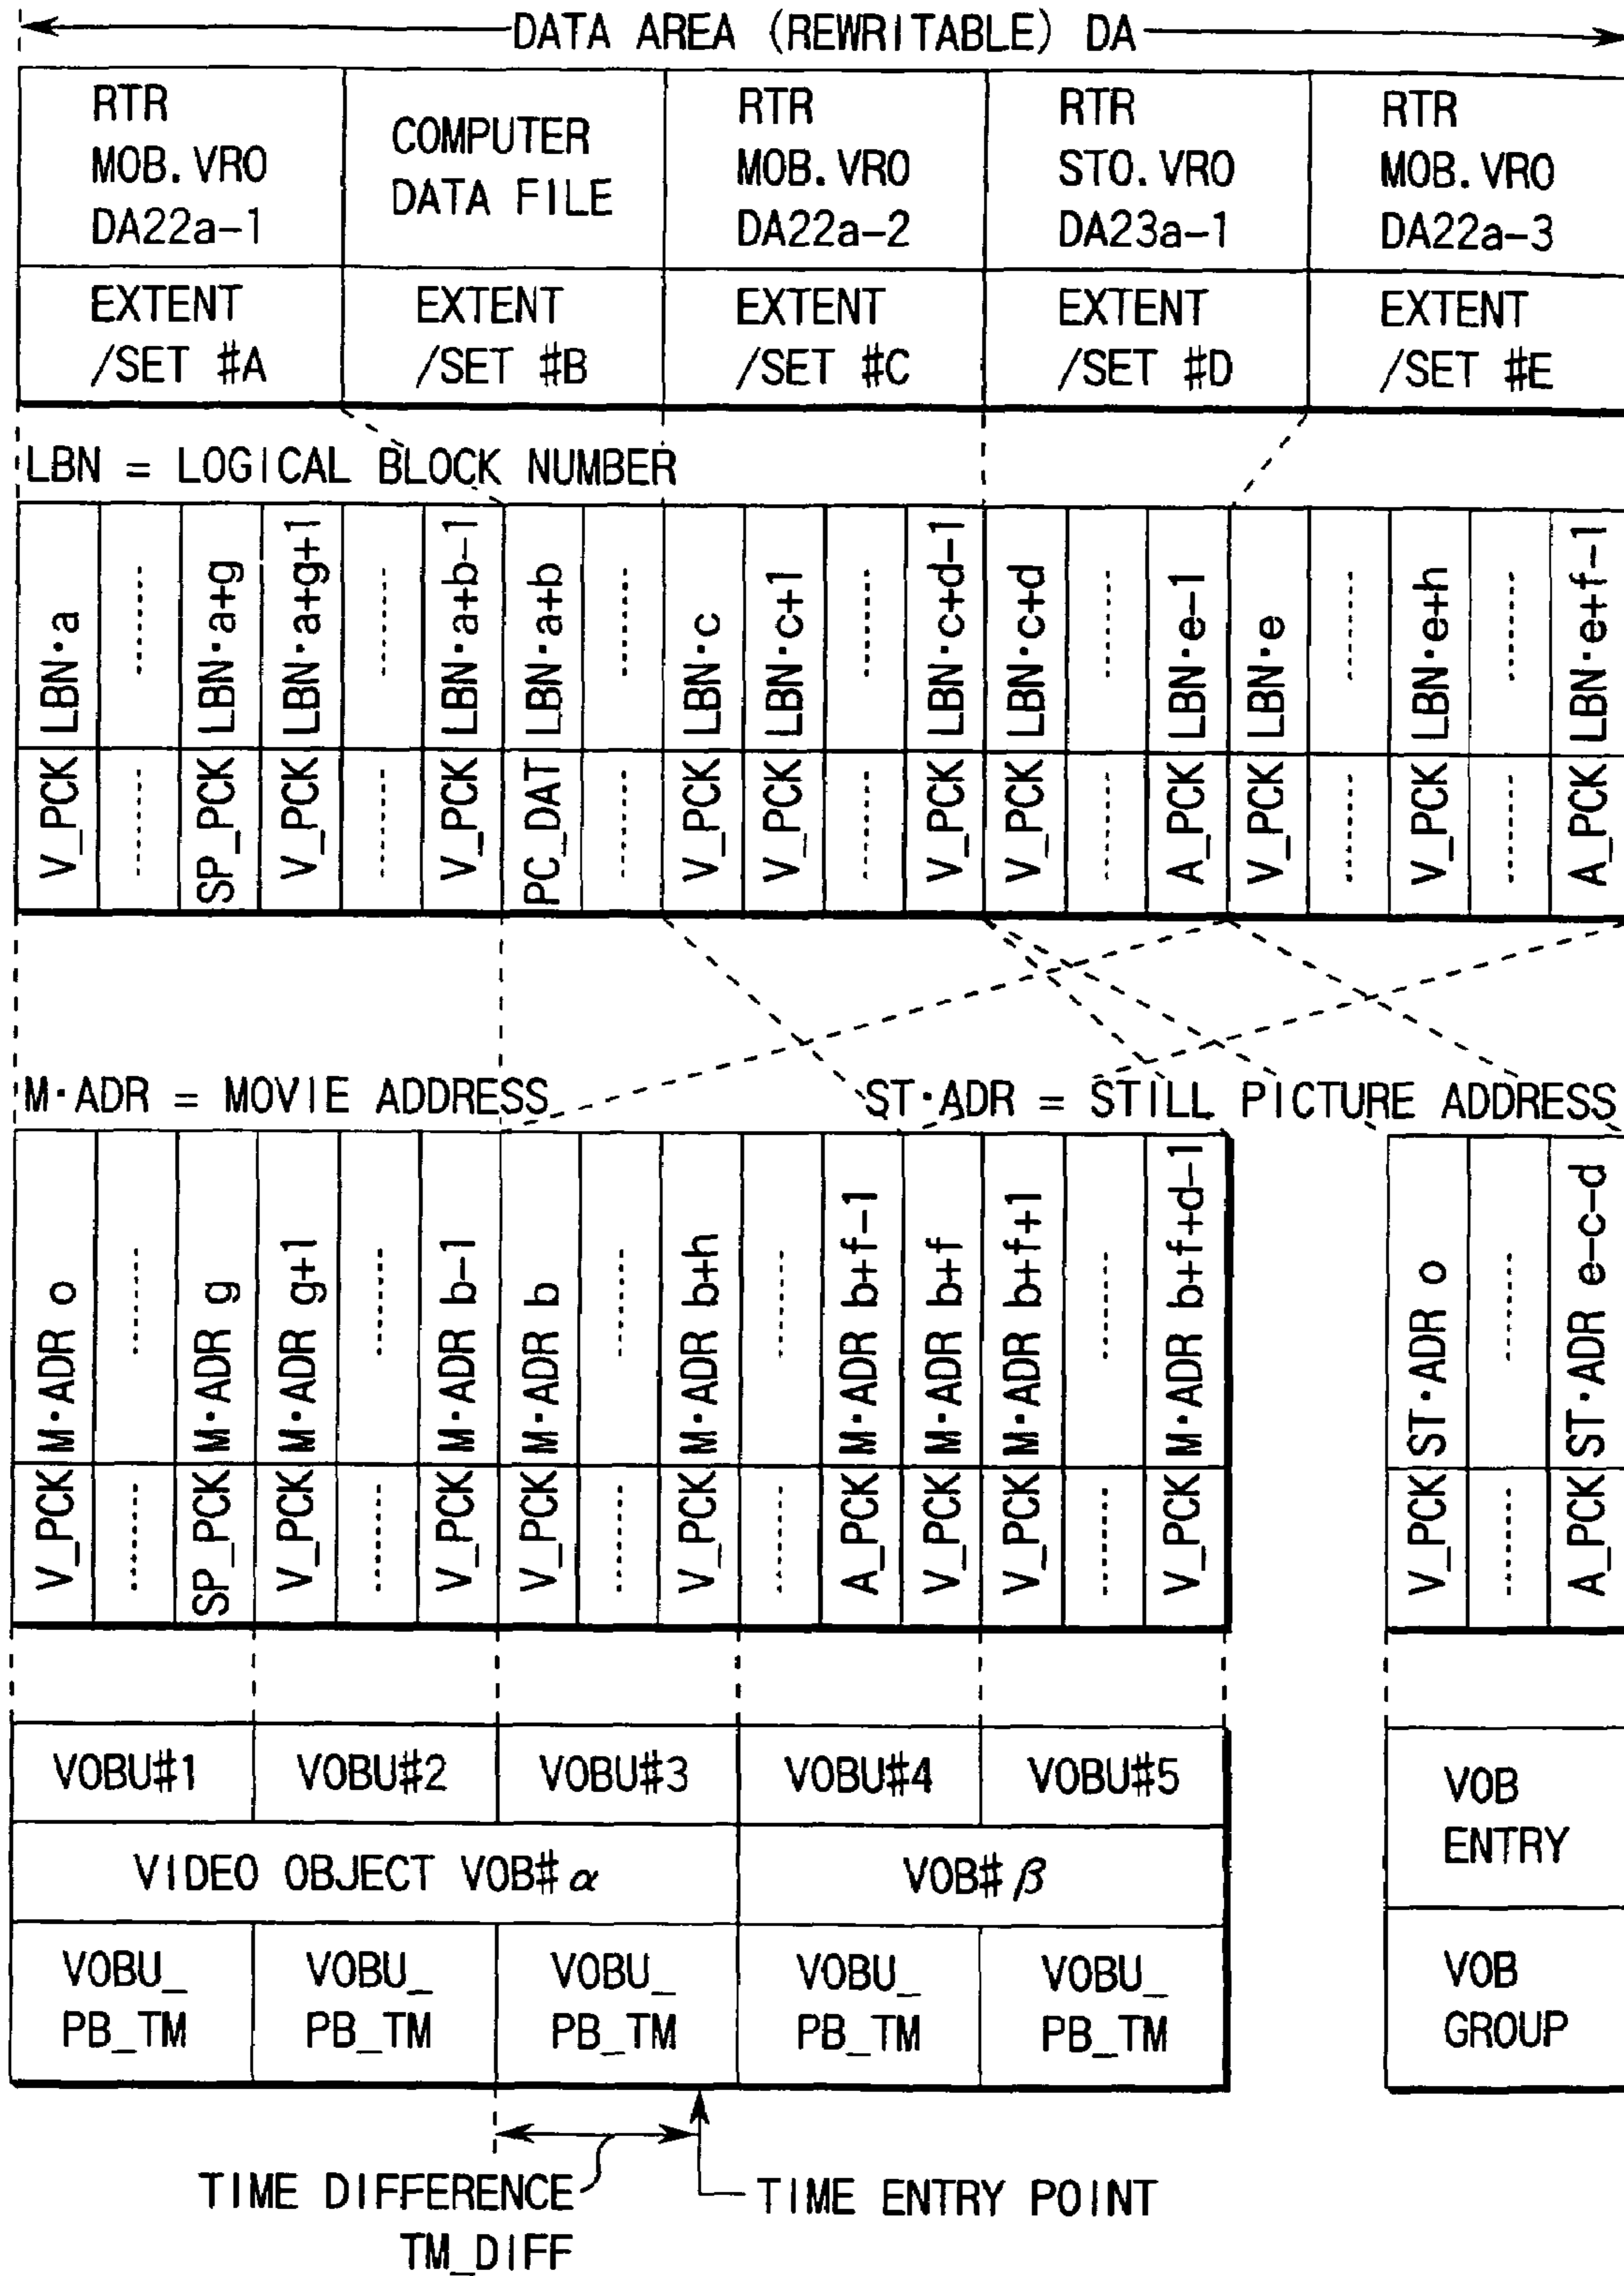 DATA AREA (REWRITABLE) DA
RTR
MOB.VRO
DA22a-1
COMPUTER
DATA FILE
RTR
MOB.VRO
DA22a-2
RTR
STO.VRO
DA23a-1
RTR
MOB.VRO
DA22a-3
EXTENT
/SET #A
EXTENT
/SET #B
EXTENT
/SET #C
EXTENT
/SET #D
EXTENT
/SET #E
LBN = LOGICAL BLOCK NUMBER
V_PCK LBN·a
SP_PCK LBN·a+g
V_PCK LBN·a+g+1
V_PCK LBN·a+b-1
PC_DAT LBN·a+b
V_PCK LBN·c
V_PCK LBN·c+1
V_PCK LBN·c+d-1
V_PCK LBN·c+d
A_PCK LBN·e-1
V_PCK LBN·e
V_PCK LBN·e+h
A_PCK LBN·e+f-1
M·ADR = MOVIE ADDRESS
ST·ADR = STILL PICTURE ADDRESS
V_PCK M·ADR o
SP_PCK M·ADR g
V_PCK M·ADR g+1
V_PCK M·ADR b-1
V_PCK M·ADR b
V_PCK M·ADR b+h
A_PCK M·ADR b+f-1
V_PCK M·ADR b+f
V_PCK M·ADR b+f+1
V_PCK M·ADR b+f+d-1
V_PCK ST·ADR o
A_PCK ST·ADR e-c-d
VOBU#1
VOBU#2
VOBU#3
VOBU#4
VOBU#5
VOB
ENTRY
VIDEO OBJECT VOB#α
VOB#β
VOBU_
PB_TM
VOBU_
PB_TM
VOBU_
PB_TM
VOBU_
PB_TM
VOBU_
PB_TM
VOB
GROUP
TIME DIFFERENCE
TM_DIFF
TIME ENTRY POINT